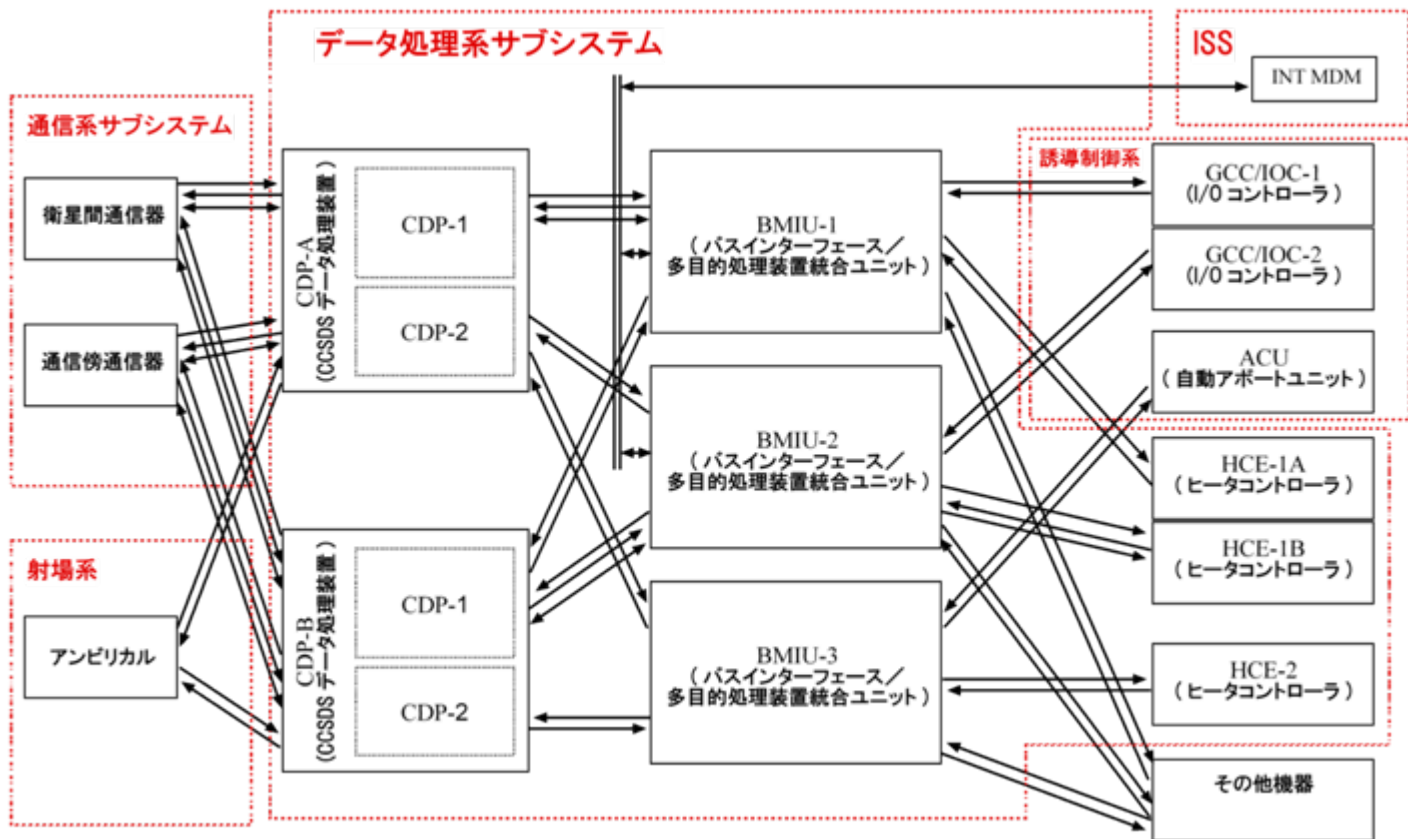 データ処理系サブシステム
ISS
INT MDM
通信系サブシステム
衛星間通信器
通信傍通信器
射場系
アンビリカル
CDP-A
(CCSDS データ処理装置)
CDP-1
CDP-2
CDP-B
(CCSDS データ処理装置)
CDP-1
CDP-2
BMIU-1
( バスインターフェース／
多目的処理装置統合ユニット )
BMIU-2
( バスインターフェース／
多目的処理装置統合ユニット )
BMIU-3
( バスインターフェース／
多目的処理装置統合ユニット )
誘導制御系
GCC/IOC-1
(I/O コントローラ )
GCC/IOC-2
(I/O コントローラ )
ACU
( 自動アボートユニット )
HCE-1A
( ヒータコントローラ )
HCE-1B
( ヒータコントローラ )
HCE-2
( ヒータコントローラ )
その他機器